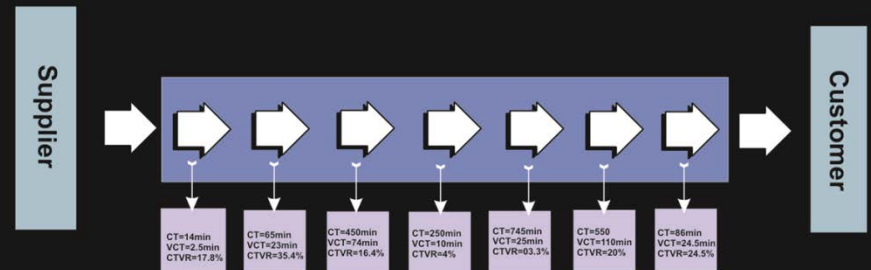 Supplier
CT=14min
VCT=2.5min
CTVR=17.8%
CT=65min
VCT=23min
CTVR=35.4%
CT=450min
VCT=74min
CTVR=16.4%
CT=250min
VCT=10min
CTVR=4%
CT=745min
VCT=25min
CTVR=03.3%
CT=550
VCT=110min
CTVR=20%
CT=86min
VCT=24.5min
CTVR=24.5%
Customer